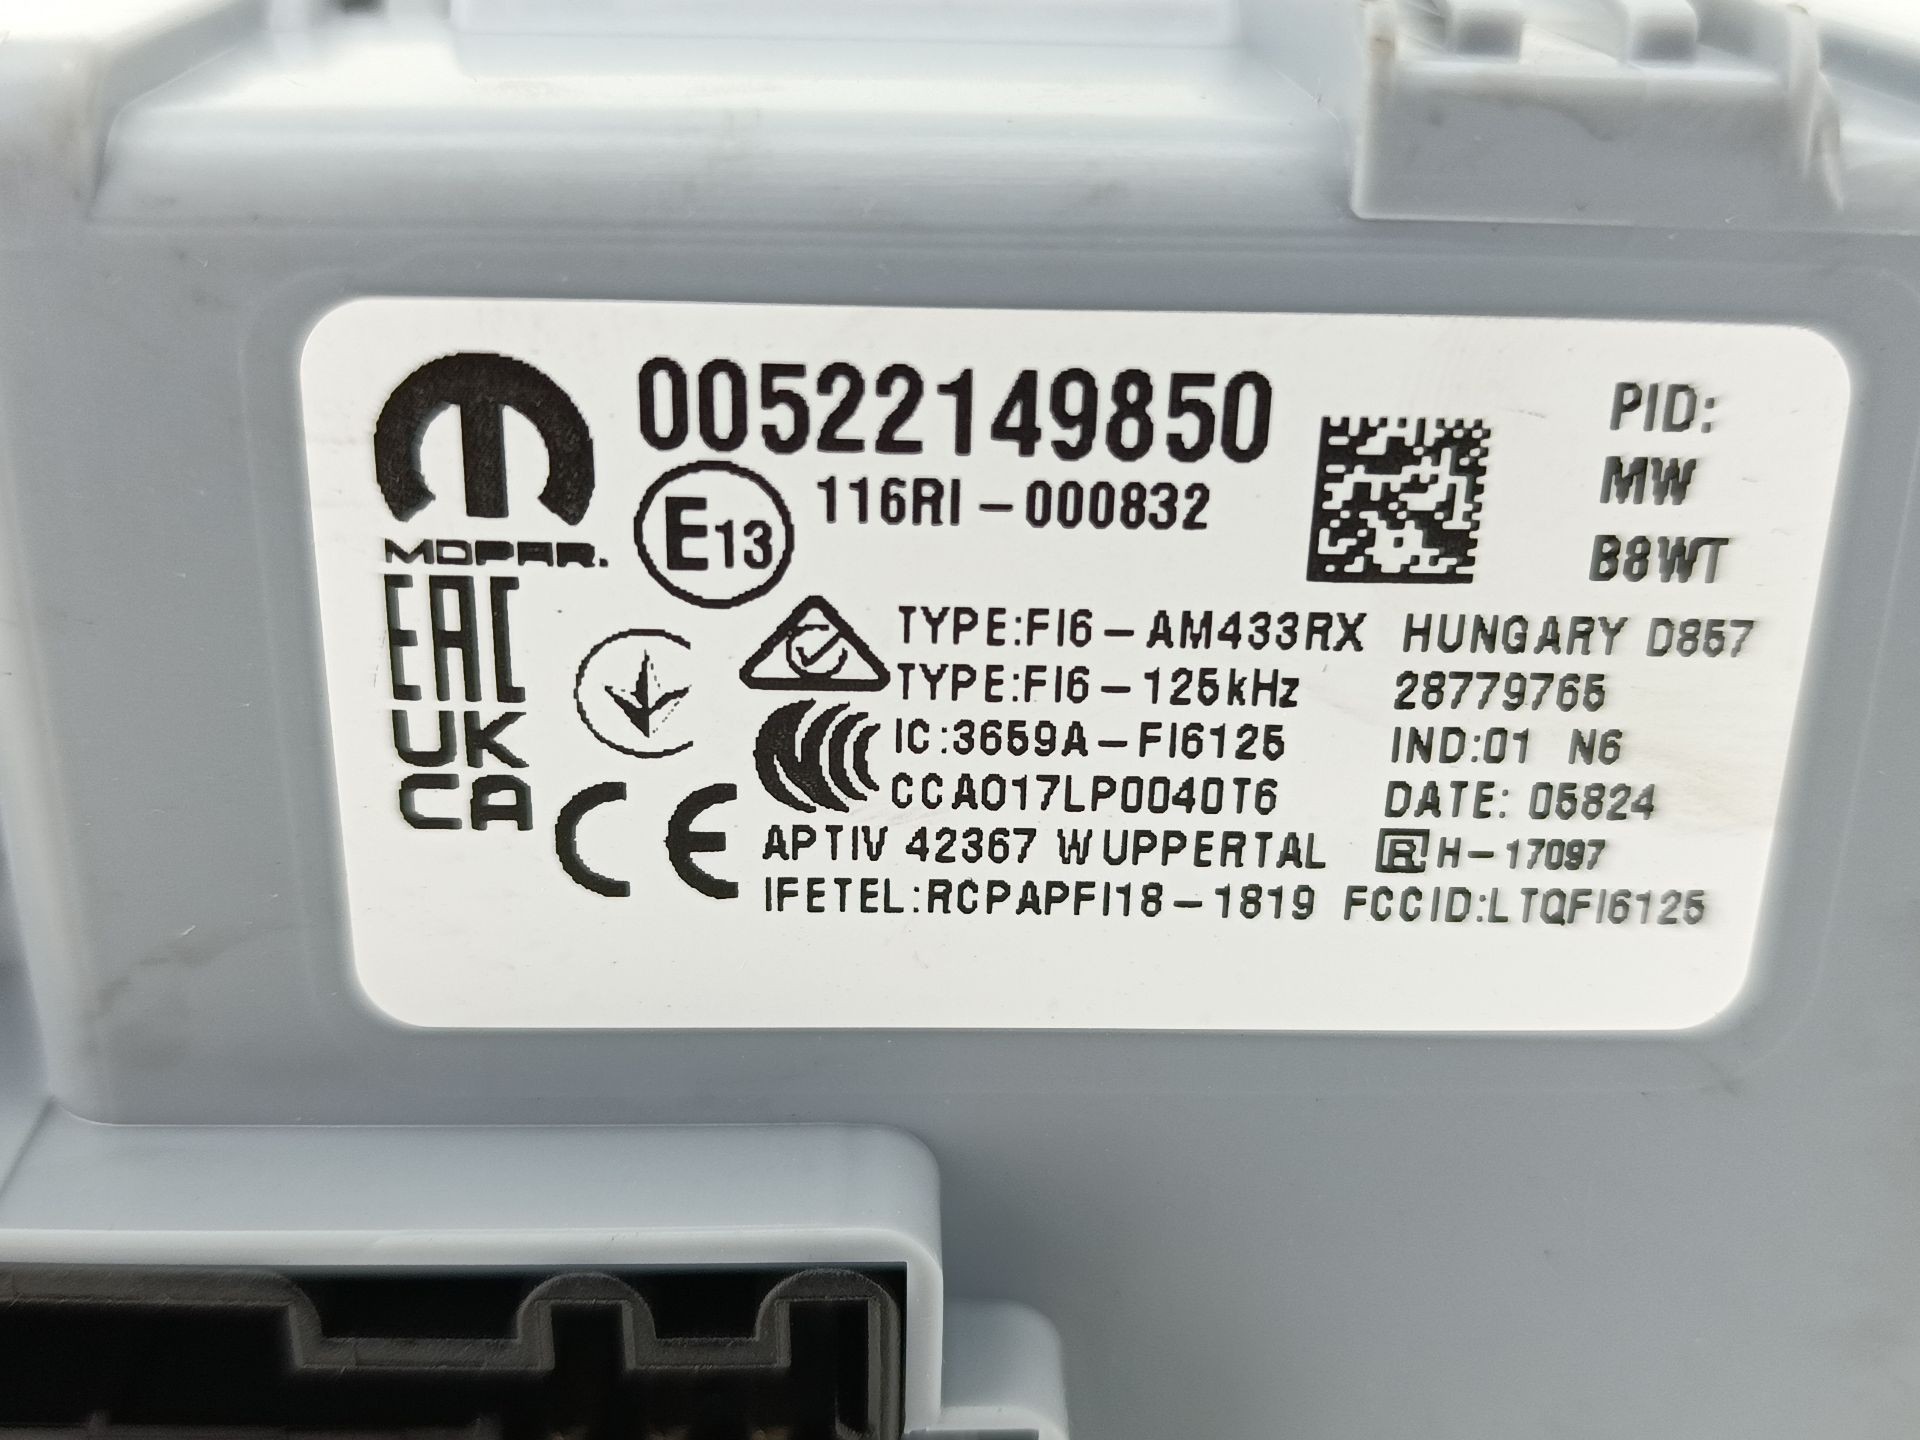 00522149850
MOPAR.
E13
116RI-000832
PID:
MW
B8WT
EAC
UK
CA
CE
TYPE:FI6-AM433RX
TYPE:FI6-125kHz
IC:3659A-FI6125
CCAO17LP0040T6
APTIV 42367 WUPPERTAL
IFETEL:RCPAPFI18-1819
HUNGARY D857
28779765
IND:01 N6
DATE: 05824
R H-17097
FCCID:LTQFI6125